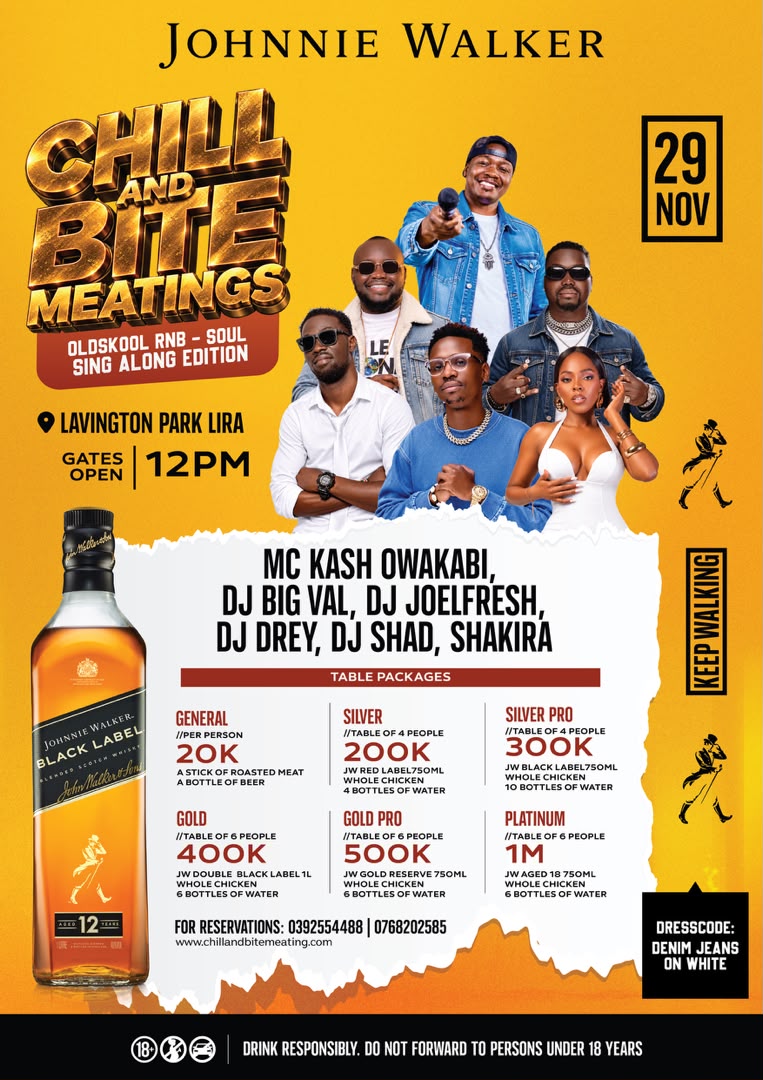 JOHNNIE WALKER
CHILL
AND
BITE
MEATINGS
OLDSKOOL RNB - SOUL
SING ALONG EDITION
29
NOV
LAVINGTON PARK LIRA
GATES
OPEN
12PM
MC KASH OWAKABI,
DJ BIG VAL, DJ JOELFRESH,
DJ DREY, DJ SHAD, SHAKIRA
TABLE PACKAGES
GENERAL
//PER PERSON
20K
A STICK OF ROASTED MEAT
A BOTTLE OF BEER
SILVER
//TABLE OF 4 PEOPLE
200K
JW RED LABEL750ML
WHOLE CHICKEN
4 BOTTLES OF WATER
SILVER PRO
//TABLE OF 4 PEOPLE
300K
JW BLACK LABEL750ML
WHOLE CHICKEN
10 BOTTLES OF WATER
GOLD
//TABLE OF 6 PEOPLE
400K
JW DOUBLE BLACK LABEL 1L
WHOLE CHICKEN
6 BOTTLES OF WATER
GOLD PRO
//TABLE OF 6 PEOPLE
500K
JW GOLD RESERVE 750ML
WHOLE CHICKEN
6 BOTTLES OF WATER
PLATINUM
//TABLE OF 6 PEOPLE
1M
JW AGED 18 750ML
WHOLE CHICKEN
6 BOTTLES OF WATER
FOR RESERVATIONS: 0392554488 | 0768202585
www.chillandbitemeating.com
KEEP WALKING
DRESSCODE:
DENIM JEANS
ON WHITE
JOHNNIE WALKER
BLACK LABEL
BLENDED SCOTCH WHISKY
John Walker & Sons
AGED 12 YEARS
18+
DRINK RESPONSIBLY. DO NOT FORWARD TO PERSONS UNDER 18 YEARS